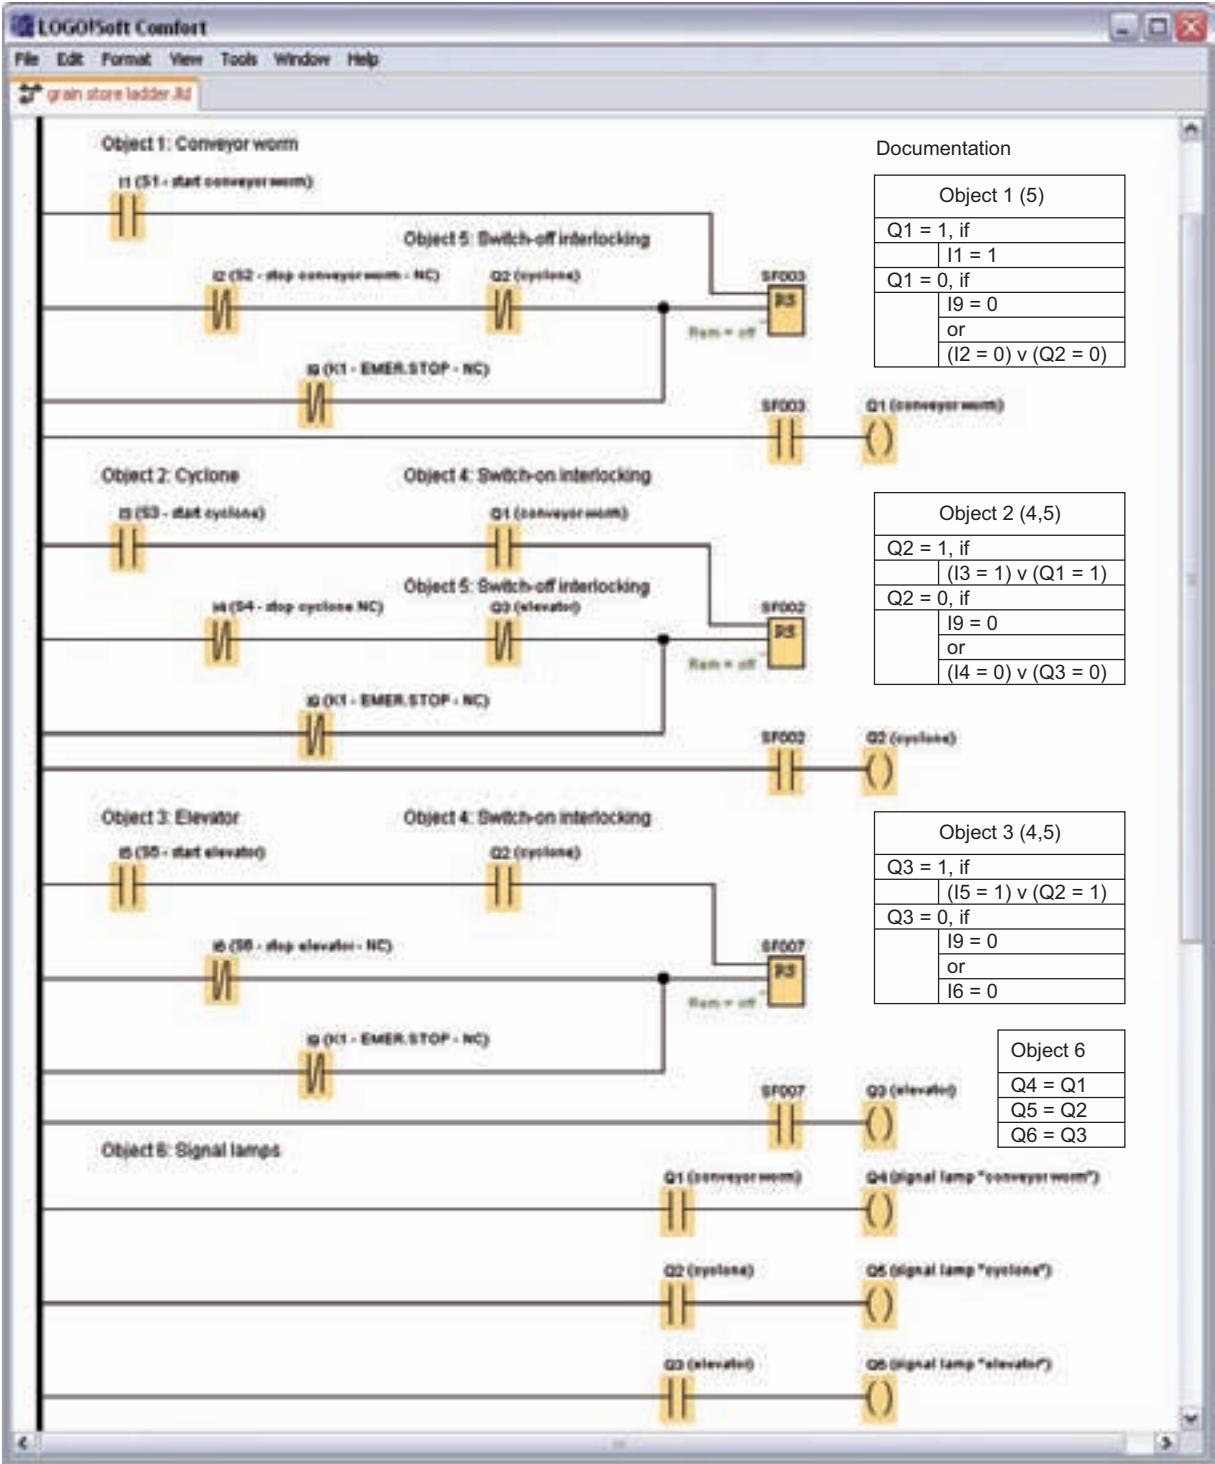 LOGO!Soft Comfort
File Edit Format View Tools Window Help
grain store ladder.lld
Object 1: Conveyor worm
I1 (S1 - start conveyor worm)
Object 5: Switch-off interlocking
I2 (S2 - stop conveyor worm - NC)
Q2 (cyclone)
SF003
RS
Rem = off
I9 (K1 - EMER.STOP - NC)
SF003
Q1 (conveyor worm)
Object 2: Cyclone
Object 4: Switch-on interlocking
I3 (S3 - start cyclone)
Q1 (conveyor worm)
Object 5: Switch-off interlocking
I4 (S4 - stop cyclone NC)
Q3 (elevator)
SF002
RS
Rem = off
I9 (K1 - EMER.STOP - NC)
SF002
Q2 (cyclone)
Object 3: Elevator
Object 4: Switch-on interlocking
I5 (S5 - start elevator)
Q2 (cyclone)
I6 (S6 - stop elevator - NC)
SF007
RS
Rem = off
I9 (K1 - EMER.STOP - NC)
SF007
Q3 (elevator)
Object 6: Signal lamps
Q1 (conveyor worm)
Q4 (signal lamp "conveyor worm")
Q2 (cyclone)
Q5 (signal lamp "cyclone")
Q3 (elevator)
Q6 (signal lamp "elevator")
Documentation
Object 1 (5)
Q1 = 1, if
I1 = 1
Q1 = 0, if
I9 = 0
or
(I2 = 0) v (Q2 = 0)
Object 2 (4,5)
Q2 = 1, if
(I3 = 1) v (Q1 = 1)
Q2 = 0, if
I9 = 0
or
(I4 = 0) v (Q3 = 0)
Object 3 (4,5)
Q3 = 1, if
(I5 = 1) v (Q2 = 1)
Q3 = 0, if
I9 = 0
or
I6 = 0
Object 6
Q4 = Q1
Q5 = Q2
Q6 = Q3